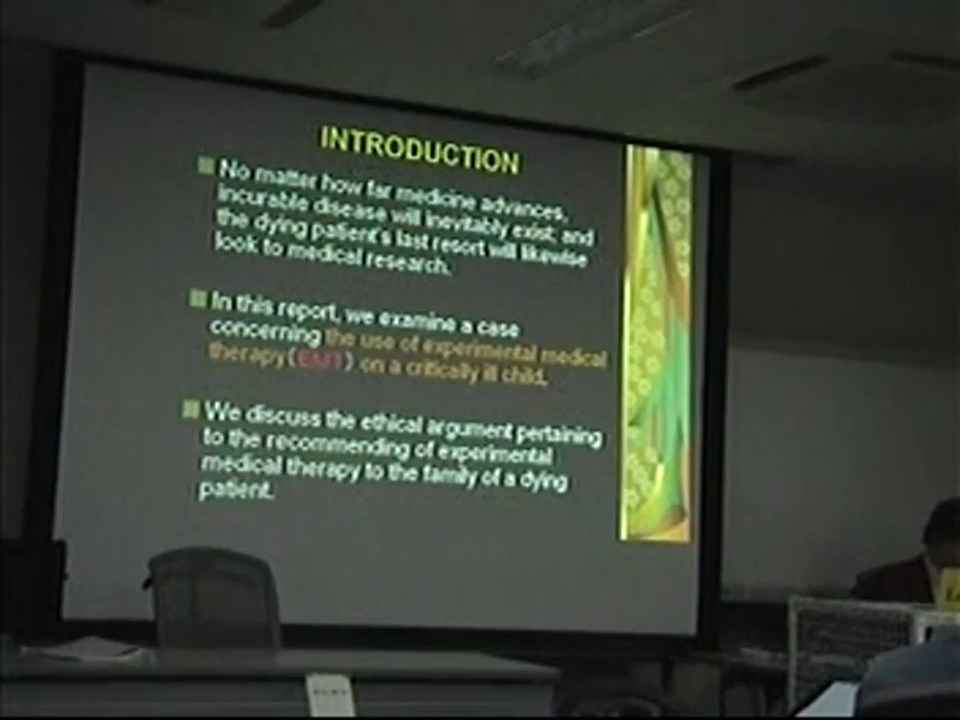 INTRODUCTION
No matter how far medicine advances,
incurable disease will inevitably exist; and
the dying patient's last resort will likewise
look to medical research.
In this report, we examine a case
concerning the use of experimental medical
therapy(EMT) on a critically ill child.
We discuss the ethical argument pertaining
to the recommending of experimental
medical therapy to the family of a dying
patient.